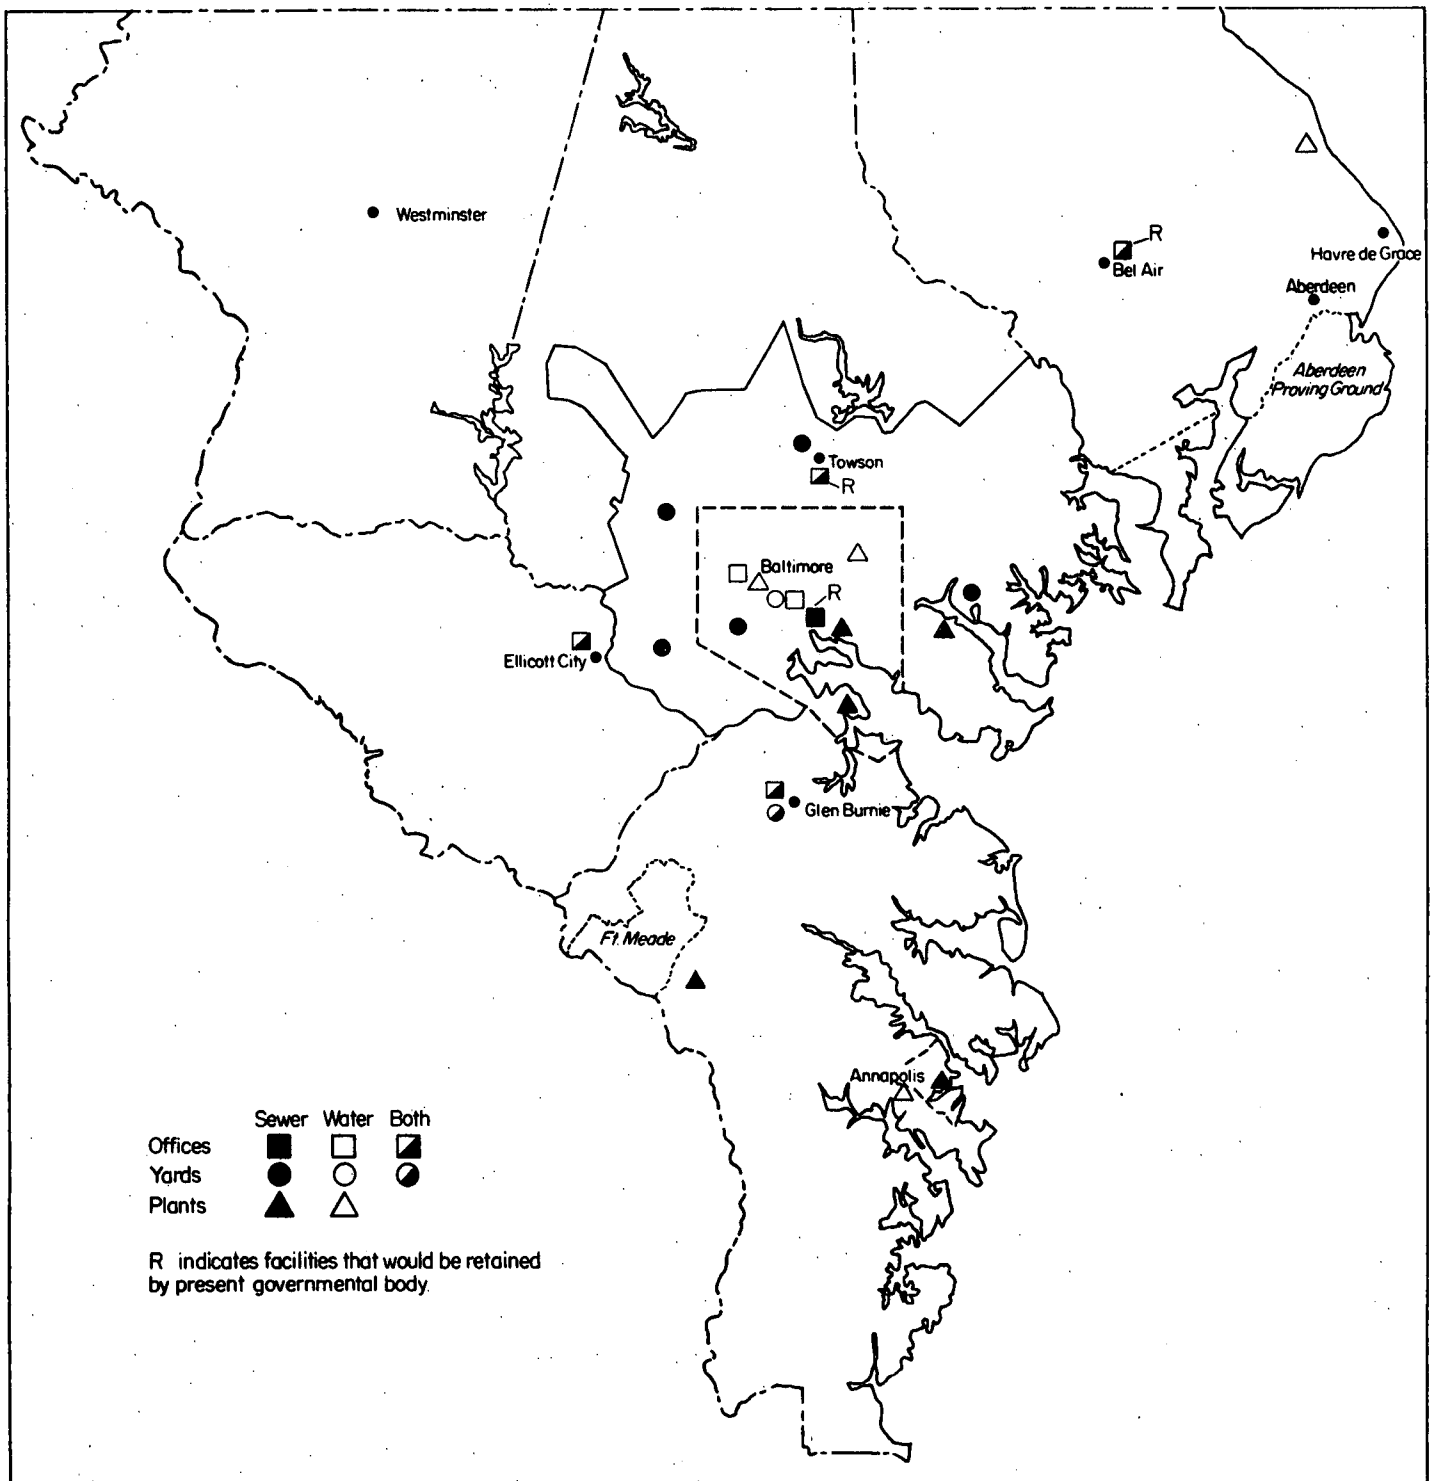 Westminster
R
Bel Air
Havre de Grace
Aberdeen
Aberdeen
Proving Ground
Towson
R
Baltimore
R
Ellicott City
Glen Burnie
Ft. Meade
Annapolis
Sewer Water Both
Offices
Yards
Plants
R indicates facilities that would be retained
by present governmental body.